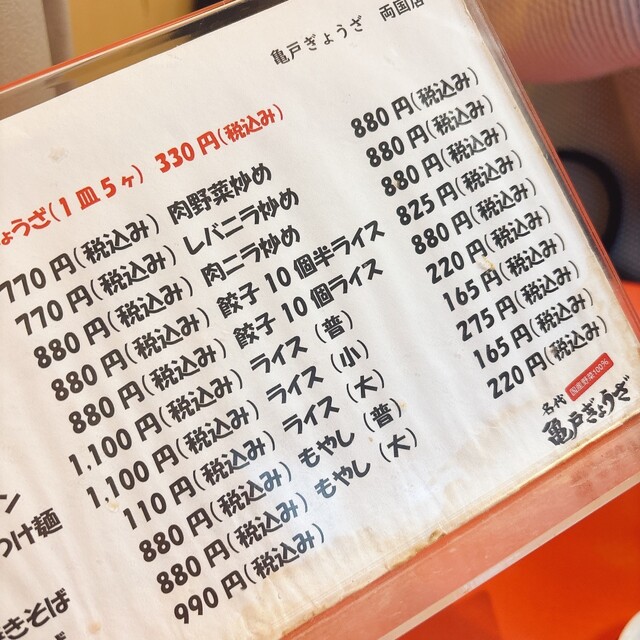 亀戸ぎょうざ 両国店
ょうざ(1皿5ヶ) 330円(税込み)
770円(税込み) 肉野菜炒め 880円(税込み)
770円(税込み) レバニラ炒め 880円(税込み)
880円(税込み) 肉ニラ炒め 880円(税込み)
880円(税込み) 餃子10個半ライス 825円(税込み)
880円(税込み) 餃子10個ライス 880円(税込み)
ン 1,100円(税込み) ライス(普) 220円(税込み)
つけ麺 1,100円(税込み) ライス(小) 165円(税込み)
110円(税込み) ライス(大) 275円(税込み)
きそば 880円(税込み) もやし(普) 165円(税込み)
880円(税込み) もやし(大) 220円(税込み)
990円(税込み)
国産野菜100%
名代
亀戸ぎょうざ